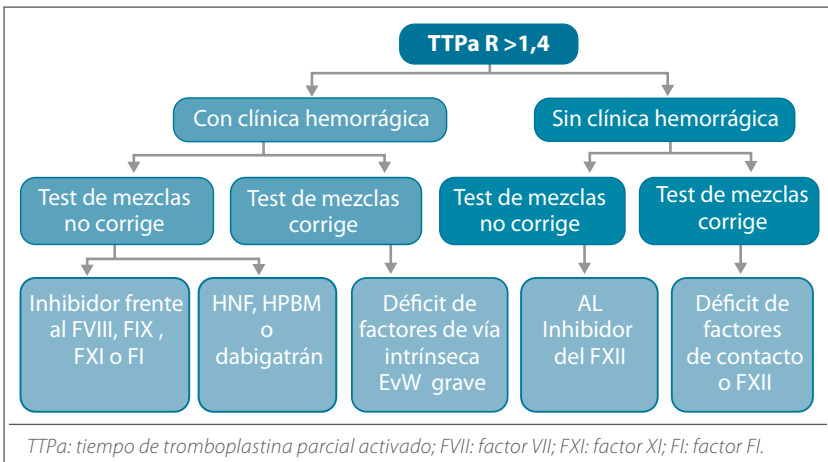 TTPa R >1,4
Con clínica hemorrágica
Sin clínica hemorrágica
Test de mezclas
no corrige
Test de mezclas
corrige
Test de mezclas
no corrige
Test de mezclas
corrige
Inhibidor frente
al FVIII, FIX ,
FXI o FI
HNF, HPBM
o
dabigatrán
Déficit de
factores de vía
intrínseca
EvW grave
AL
Inhibidor
del FXII
Déficit de
factores
de contacto
o FXII
TTPa: tiempo de tromboplastina parcial activado; FVII: factor VII; FXI: factor XI; FI: factor FI.